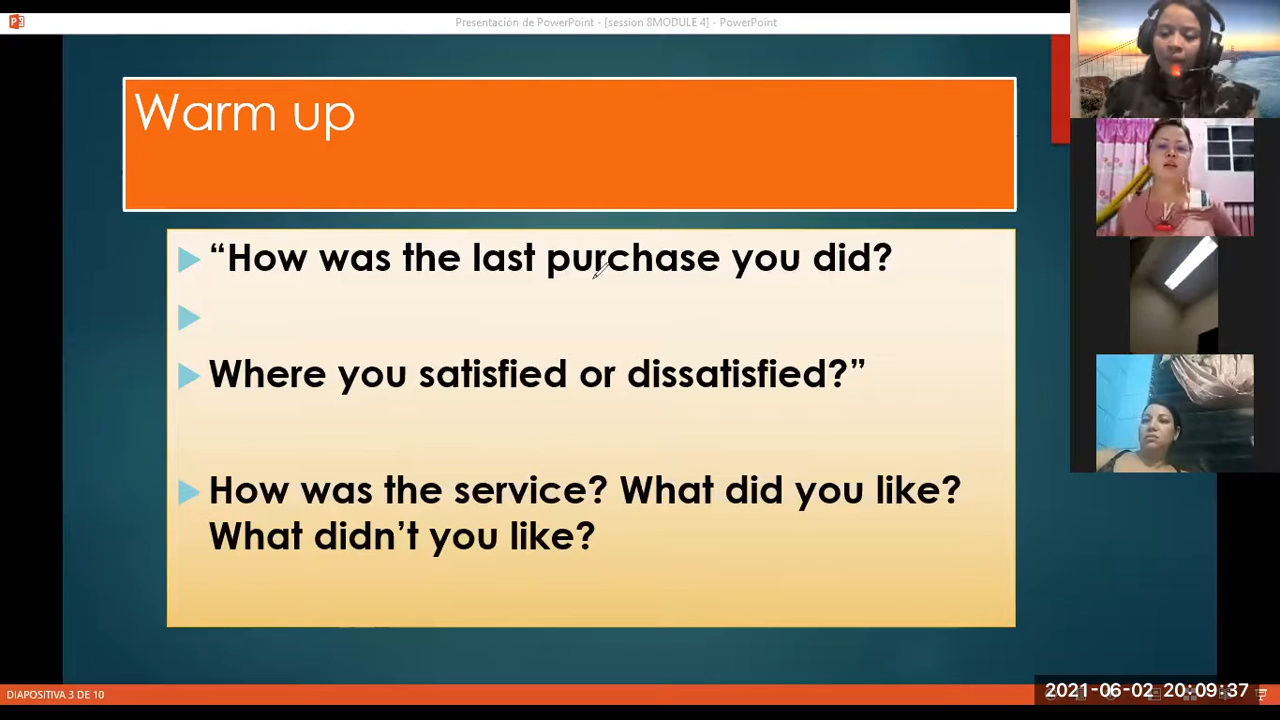 Presentación de PowerPoint - [session 8MODULE 4] - PowerPoint
Warm up
“How was the last purchase you did?
Where you satisfied or dissatisfied?”
How was the service? What did you like?
What didn’t you like?
DIAPOSITIVA 3 DE 10
2021-06-02 20:09:37